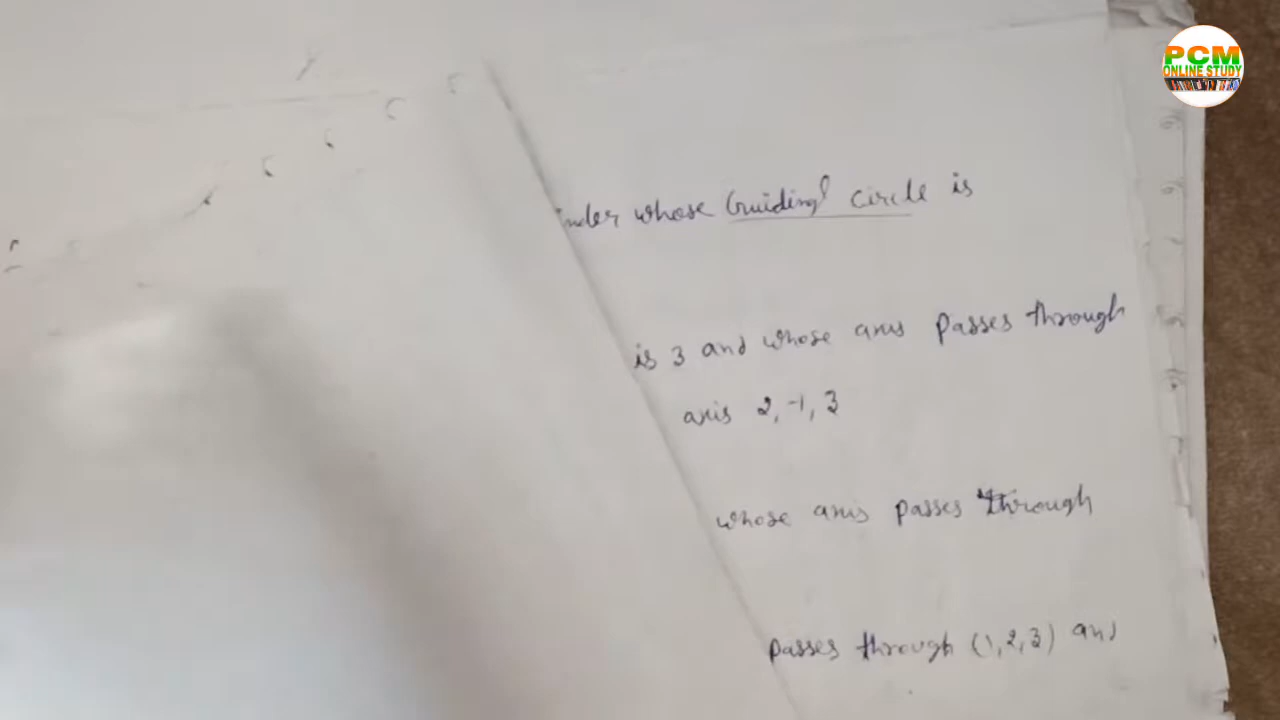 PCM
ONLINE STUDY
inder whose Guiding circle is
is 3 and whose axis passes through
axis 2, -1, 3
whose axis passes through
passes through (1, 2, 3) and